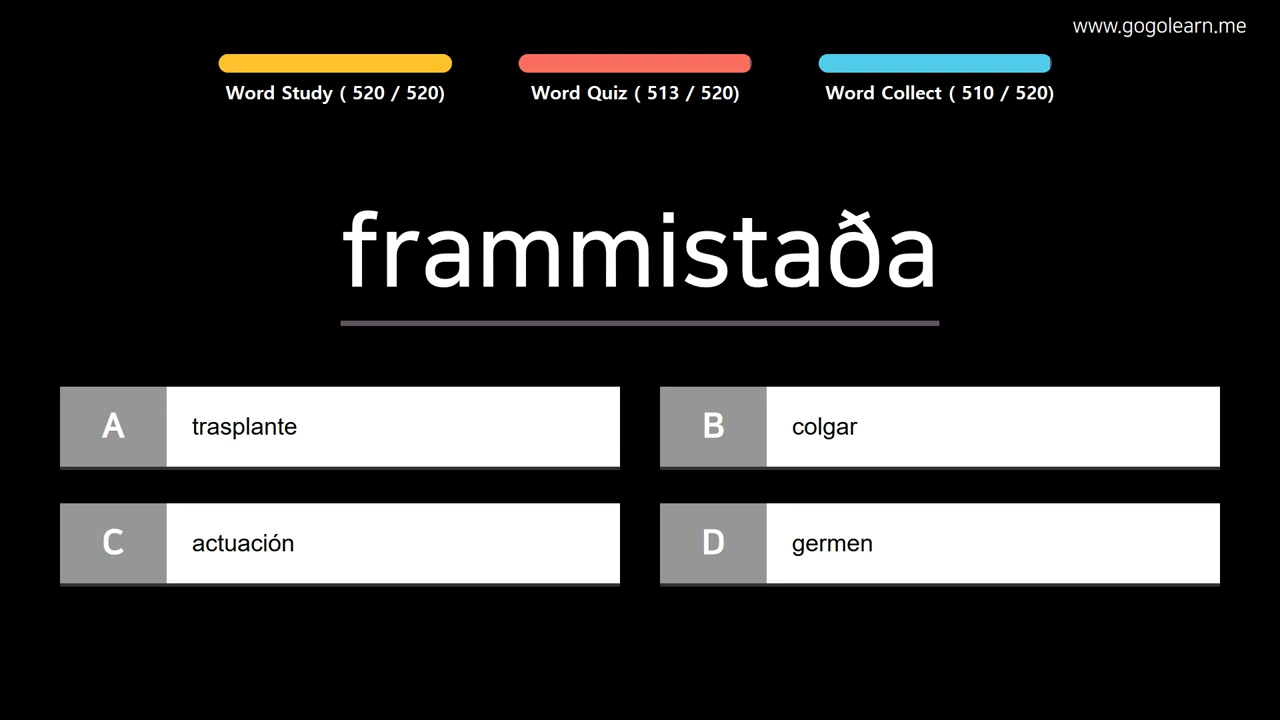 www.gogolearn.me
Word Study ( 520 / 520)
Word Quiz ( 513 / 520)
Word Collect ( 510 / 520)
frammistaða
A trasplante
B colgar
C actuación
D germen